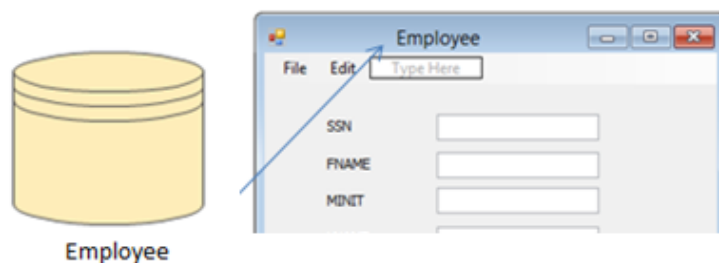 Employee
File Edit Type Here
SSN
FNAME
MINIT
Employee